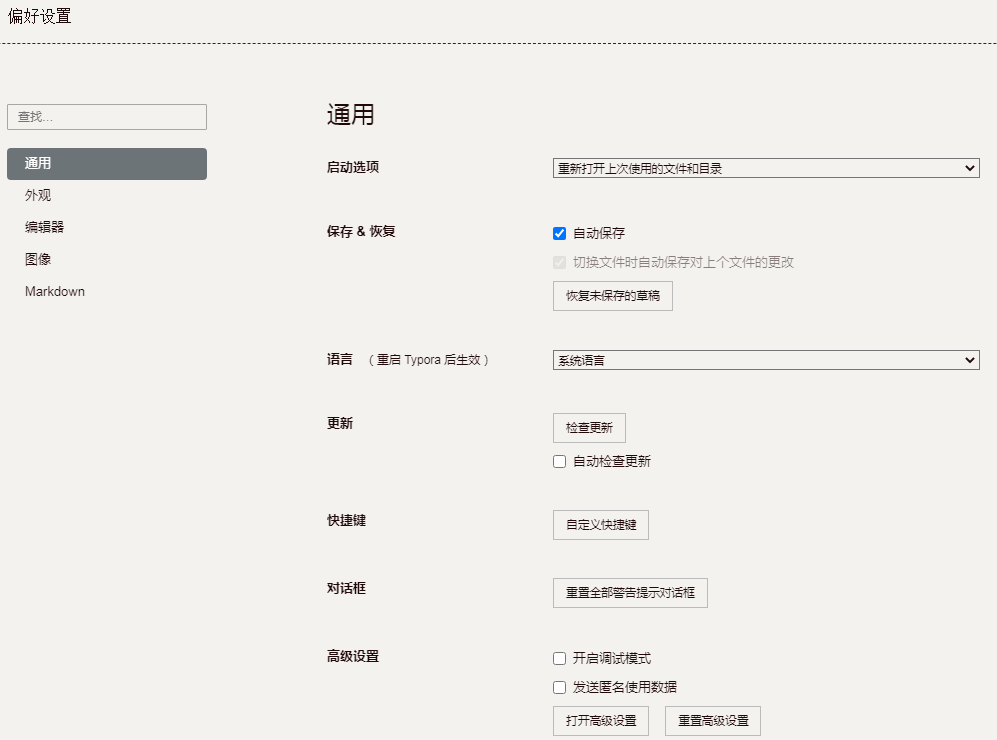 偏好设置
查找...
通用
外观
编辑器
图像
Markdown
通用
启动选项
重新打开上次使用的文件和目录
保存 & 恢复
自动保存
切换文件时自动保存对上个文件的更改
恢复未保存的草稿
语言 （重启 Typora 后生效）
系统语言
更新
检查更新
自动检查更新
快捷键
自定义快捷键
对话框
重置全部警告提示对话框
高级设置
开启调试模式
发送匿名使用数据
打开高级设置 重置高级设置